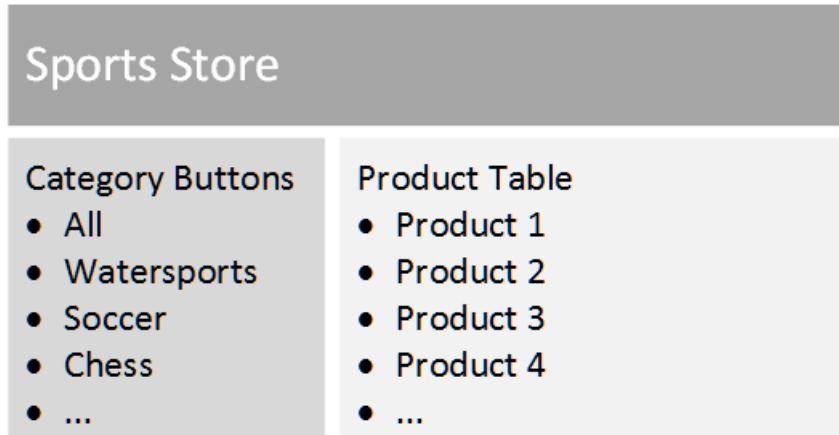 Sports Store
Category Buttons
• All
• Watersports
• Soccer
• Chess
• ...
Product Table
• Product 1
• Product 2
• Product 3
• Product 4
• ...